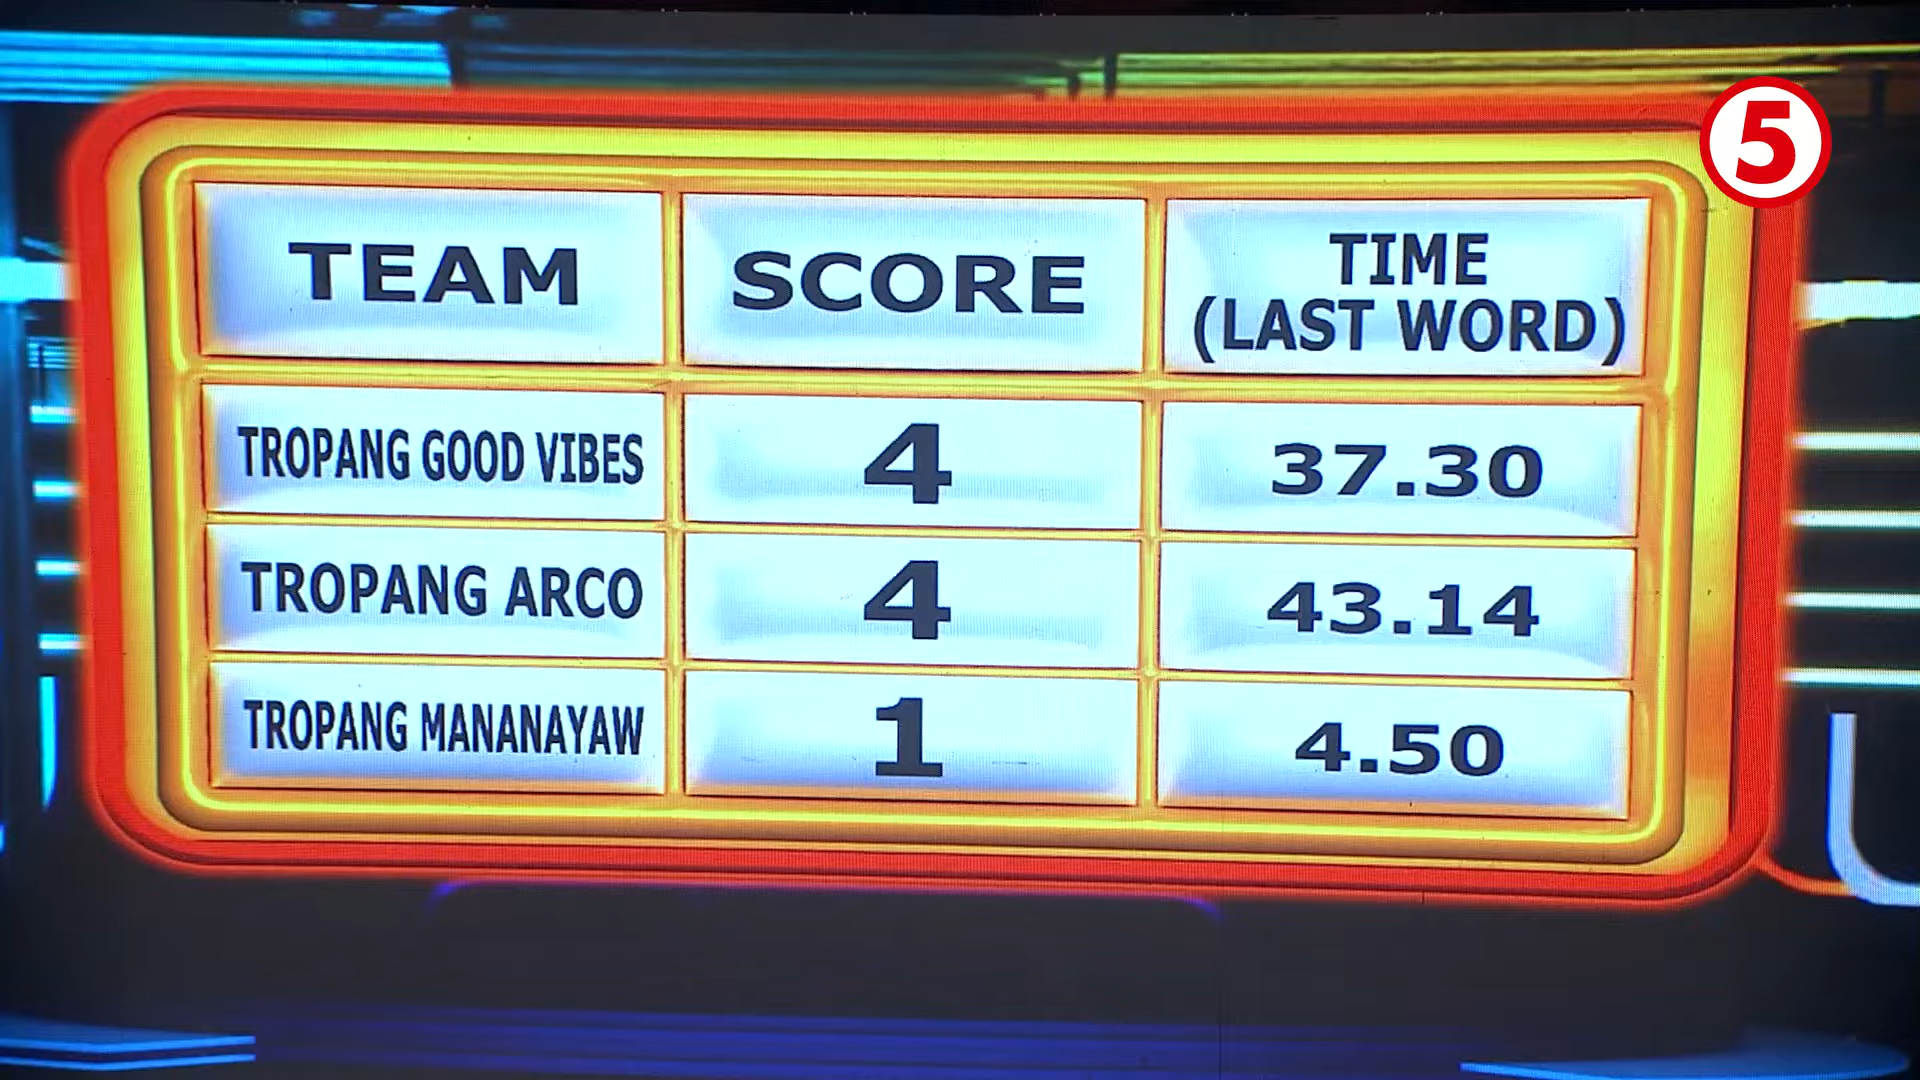 5
TEAM SCORE TIME (LAST WORD)
TROPANG GOOD VIBES 4 37.30
TROPANG ARCO 4 43.14
TROPANG MANANAYAW 1 4.50